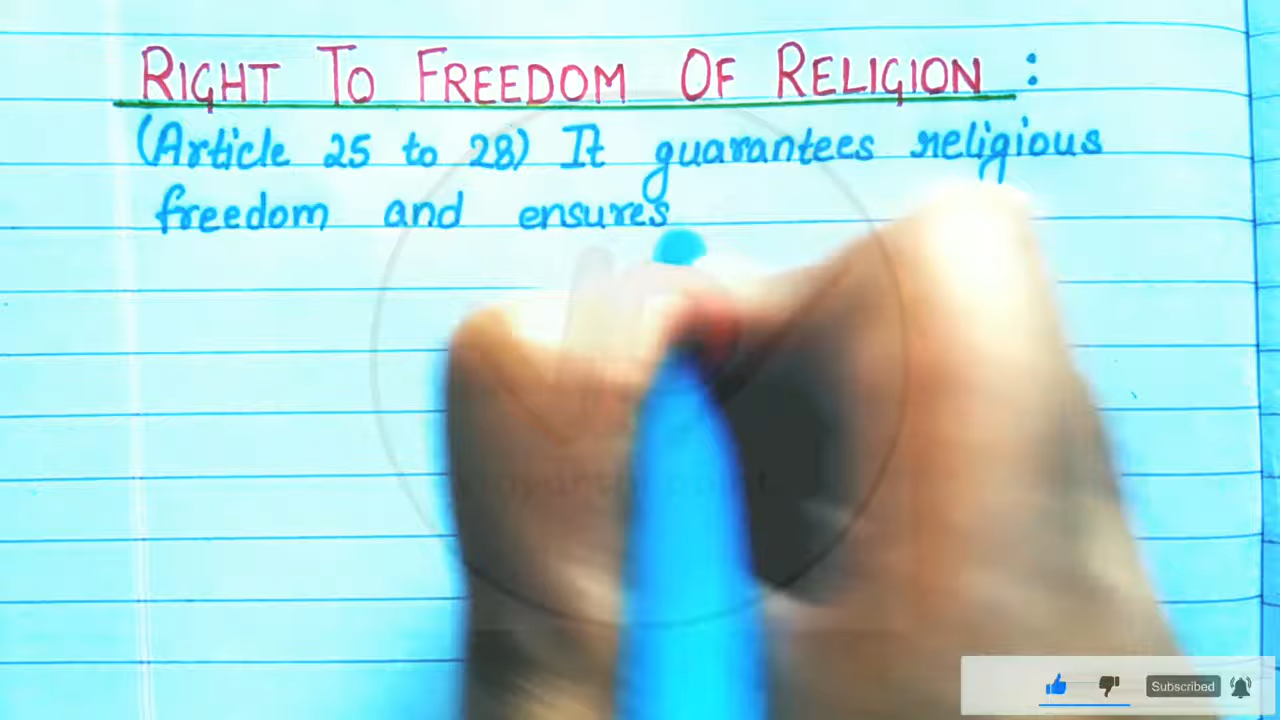 RIGHT TO FREEDOM OF RELIGION :
(Article 25 to 28) It guarantees religious
freedom and ensures
Subscribed